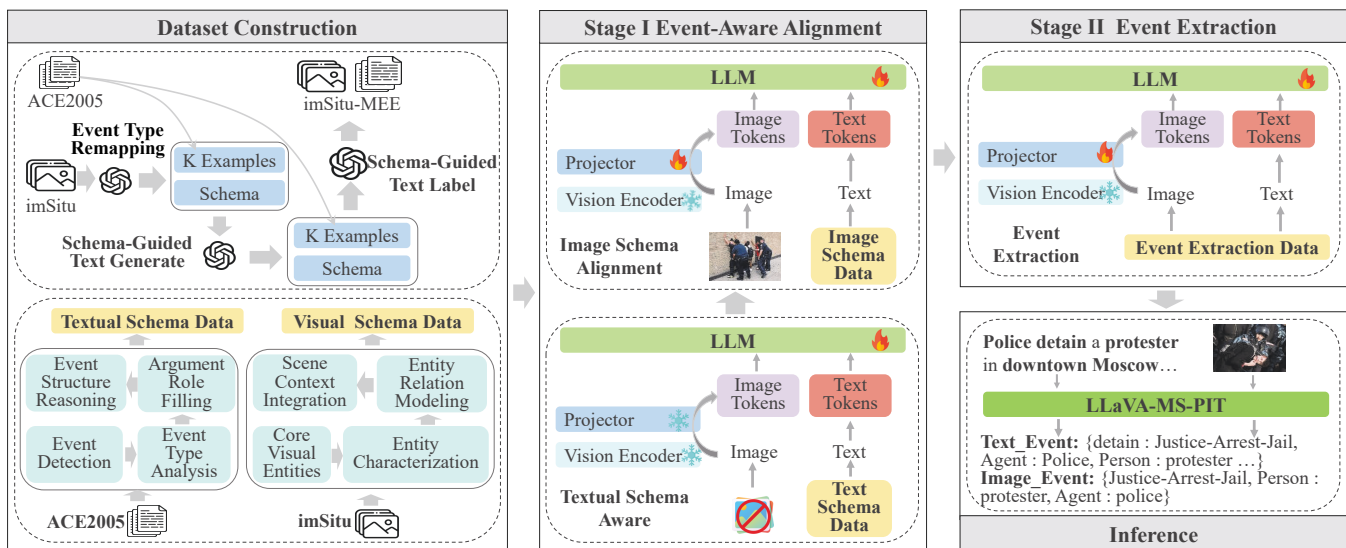 Dataset Construction
ACE2005
imSitu-MEE
Event Type
Remapping
K Examples
Schema
imSitu
Schema-Guided
Text Label
Schema-Guided
Text Generate
K Examples
Schema
Textual Schema Data
Event
Structure
Reasoning
Argument
Role
Filling
Event
Detection
Event
Type
Analysis
ACE2005
Visual Schema Data
Scene
Context
Integration
Entity
Relation
Modeling
Core
Visual
Entities
Entity
Characterization
imSitu
Stage I Event-Aware Alignment
LLM
Image
Tokens
Text
Tokens
Projector
Vision Encoder
Image
Text
Image Schema
Alignment
Image
Schema
Data
LLM
Image
Tokens
Text
Tokens
Projector
Vision Encoder
Image
Text
Textual Schema
Aware
Text
Schema
Data
Stage II Event Extraction
LLM
Image
Tokens
Text
Tokens
Projector
Vision Encoder
Image
Text
Event
Extraction
Event Extraction Data
Police detain a protester
in downtown Moscow…
LLaVA-MS-PIT
Text_Event: {detain : Justice-Arrest-Jail,
Agent : Police, Person : protester …}
Image_Event: {Justice-Arrest-Jail, Person :
protester, Agent : police}
Inference